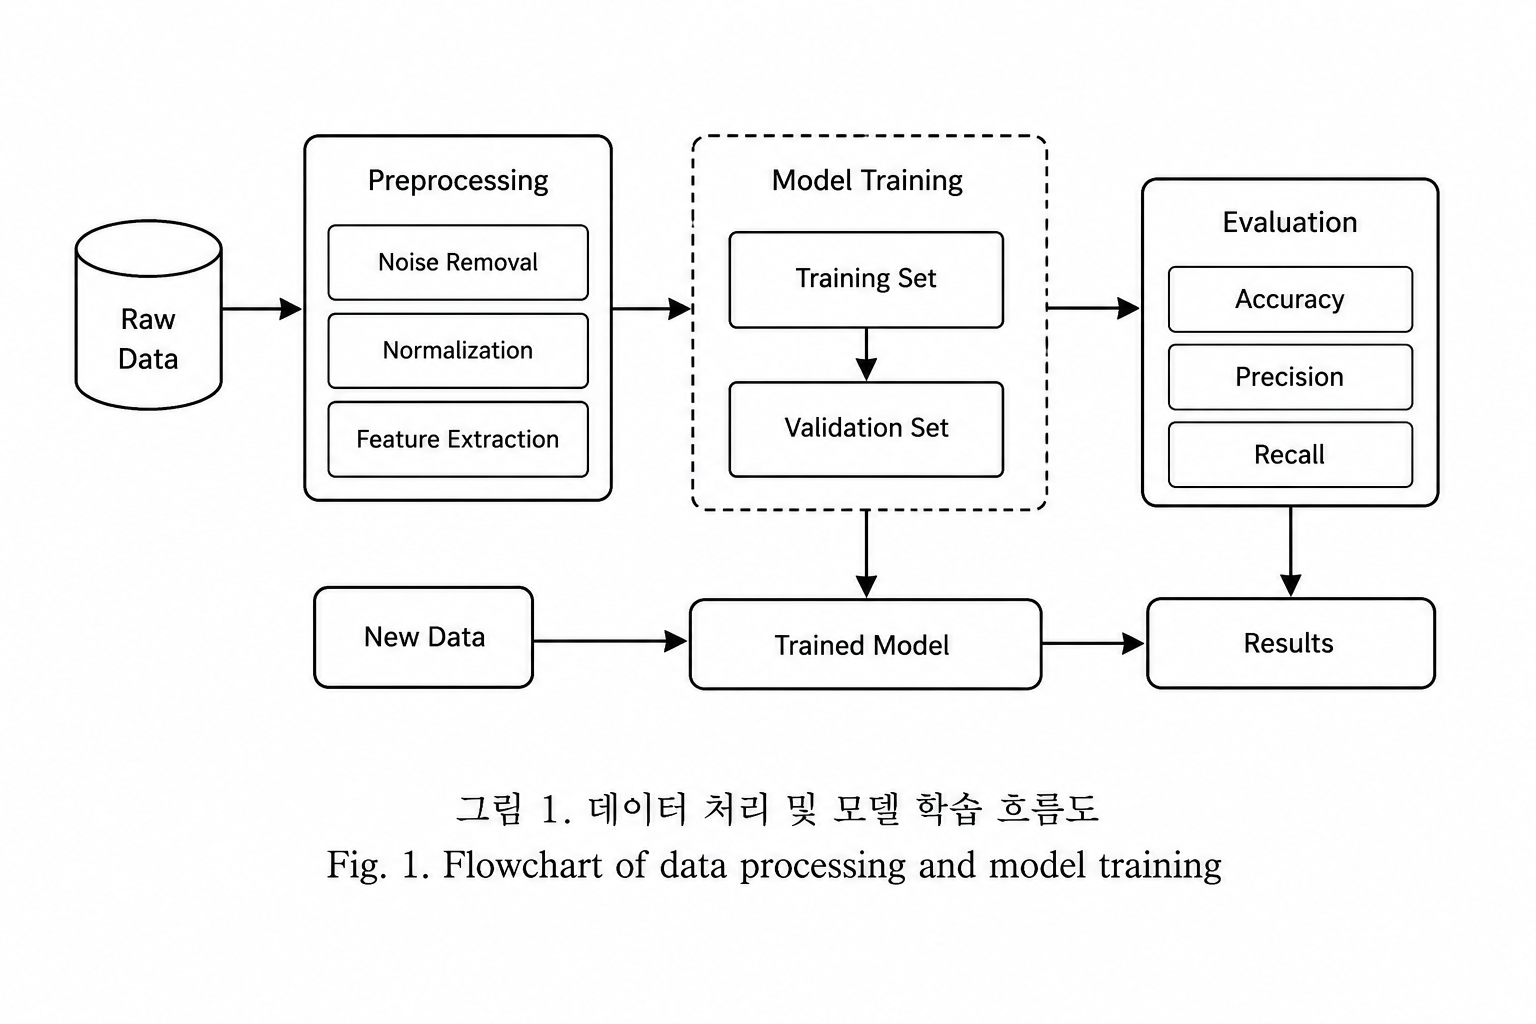 Raw
Data
Preprocessing
Noise Removal
Normalization
Feature Extraction
Model Training
Training Set
Validation Set
Evaluation
Accuracy
Precision
Recall
New Data
Trained Model
Results
그림 1. 데이터 처리 및 모델 학습 흐름도
Fig. 1. Flowchart of data processing and model training